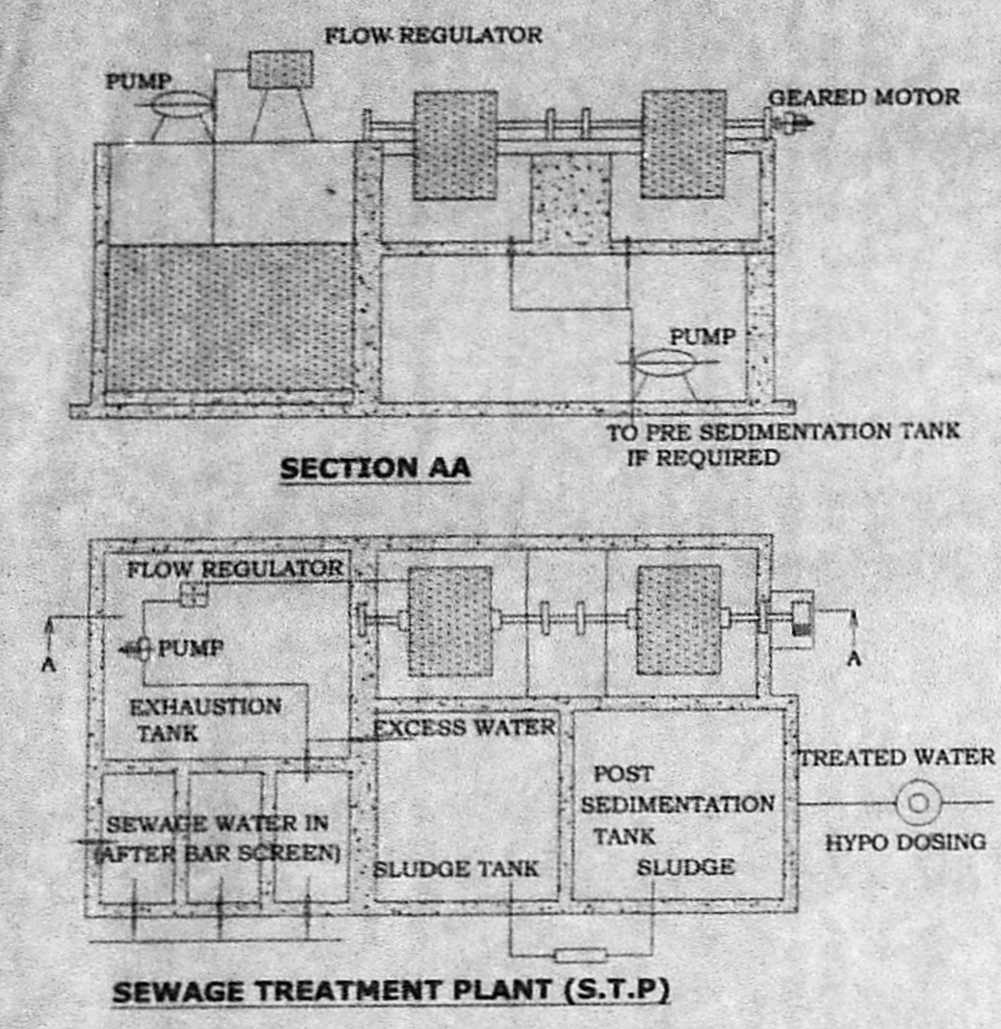 FLOW REGULATOR
PUMP
GEARED MOTOR
PUMP
TO PRE SEDIMENTATION TANK
IF REQUIRED
SECTION AA
FLOW REGULATOR
A
PUMP
A
EXHAUSTION
TANK
EXCESS WATER
TREATED WATER
POST
SEDIMENTATION
TANK
HYPO DOSING
SEWAGE WATER IN
(AFTER BAR SCREEN)
SLUDGE TANK
SLUDGE
SEWAGE TREATMENT PLANT (S.T.P)